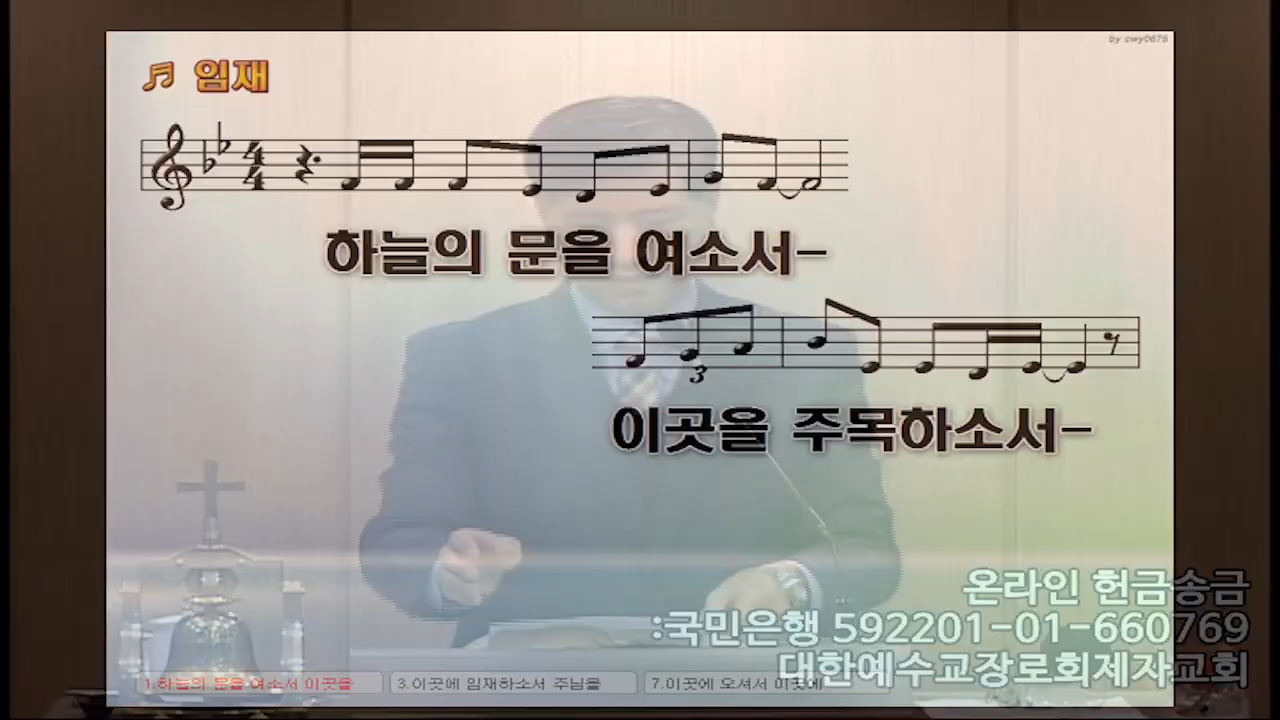 by cwy0675
♬ 임재
하늘의 문을 여소서-
3
이곳을 주목하소서-
온라인 헌금송금
:국민은행 592201-01-660769
대한예수교장로회제자교회
1.하늘의 문을 여소서 이곳을
3.이곳에 임재하소서 주님을
7.이곳에 오셔서 이곳에